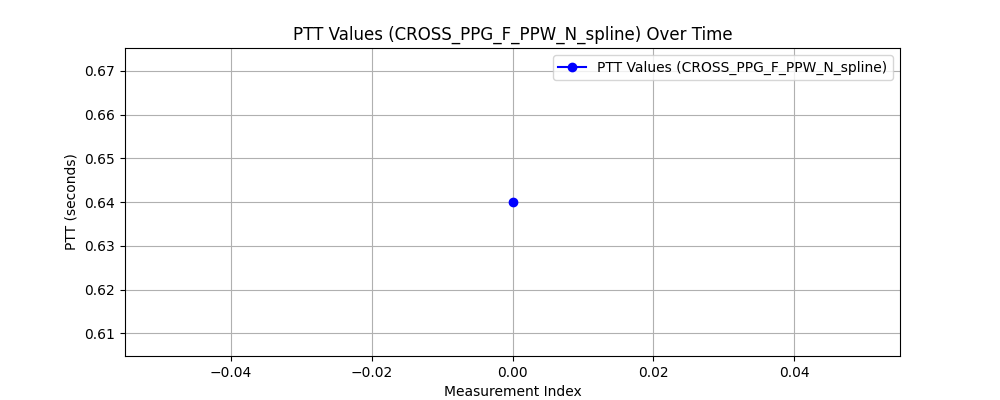 PTT Values (CROSS_PPG_F_PPW_N_spline) Over Time
PTT Values (CROSS_PPG_F_PPW_N_spline)
PTT (seconds)
0.67
0.66
0.65
0.64
0.63
0.62
0.61
−0.04 −0.02 0.00 0.02 0.04
Measurement Index